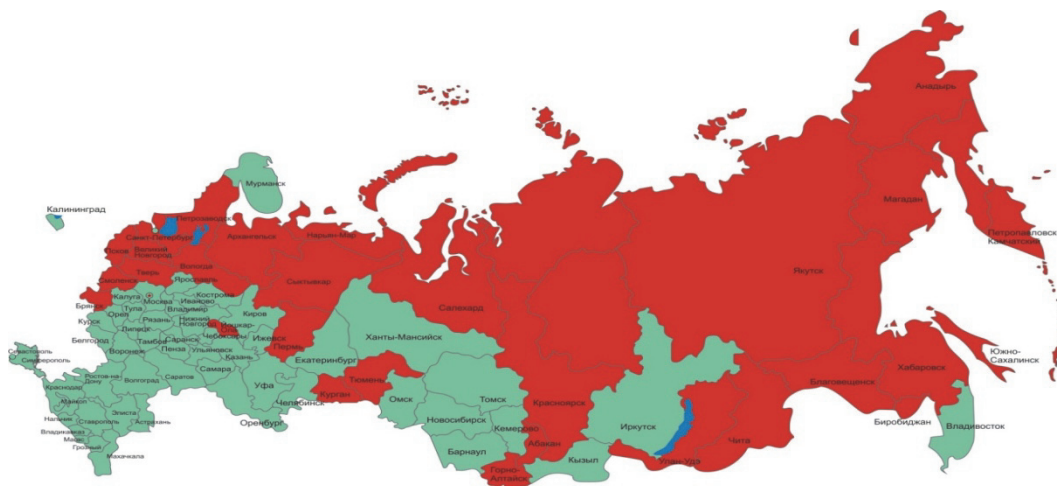 Анадырь
Мурманск
Магадан
Калининград
Петрозаводск
Санкт-Петербург
Архангельск
Нарьян-Мар
Петропавловск
Камчатский
Псков
Великий
Новгород
Вологда
Якутск
Тверь
Сыктывкар
Смоленск
Ярославль
Салехард
Калуга
Москва
Кострома
Иваново
Брянск
Тула
Владимир
Киров
Орел
Рязань
Нижний
Новгород
Йошкар-
Ола
Курск
Липецк
Чебоксары
Ижевск
Пермь
Ханты-Мансийск
Белгород
Тамбов
Саранск
Воронеж
Пенза
Ульяновск
Казань
Екатеринбург
Южно-
Сахалинск
Севастополь
Симферополь
Самара
Хабаровск
Ростов-на-
Дону
Волгоград
Саратов
Уфа
Тюмень
Благовещенск
Краснодар
Курган
Красноярск
Майкоп
Челябинск
Омск
Томск
Биробиджан
Элиста
Оренбург
Новосибирск
Кемерово
Иркутск
Владивосток
Нальчик
Ставрополь
Астрахань
Владикавказ
Абакан
Чита
Магас
Грозный
Барнаул
Улан-Удэ
Махачкала
Горно-
Алтайск
Кызыл